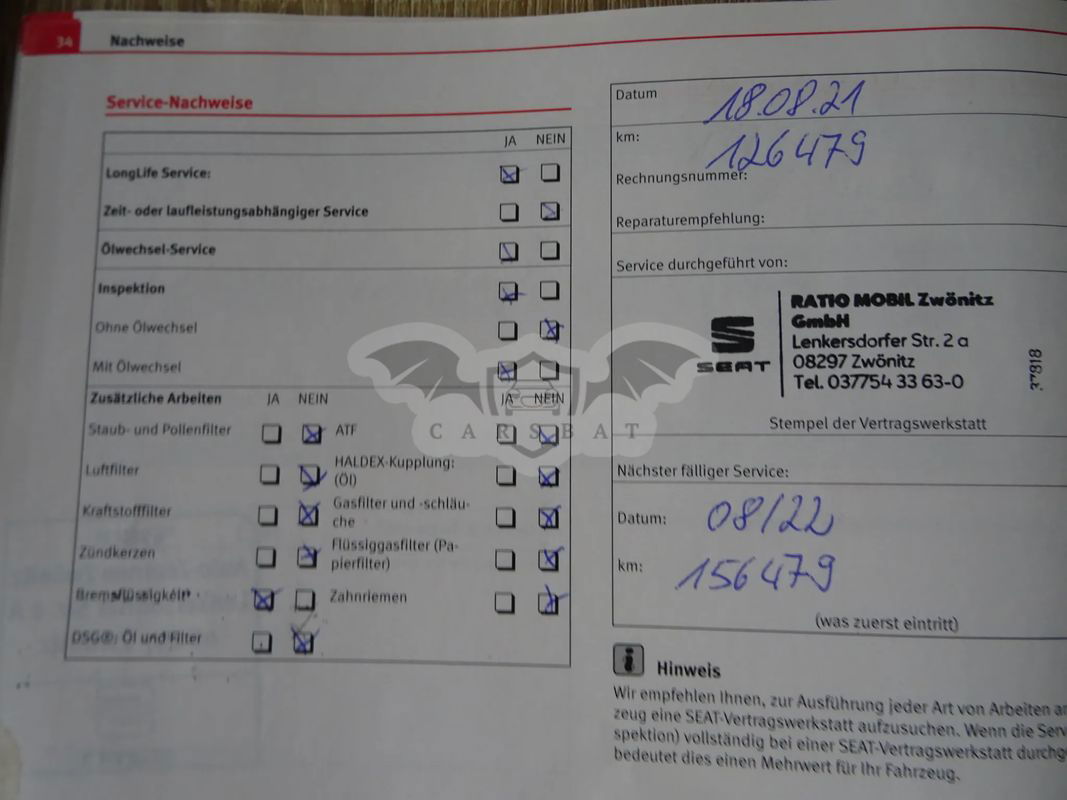 34 Nachweise
Service-Nachweise
JA NEIN
LongLife Service:
Zeit- oder laufleistungsabhängiger Service
Ölwechsel-Service
Inspektion
Ohne Ölwechsel
Mit Ölwechsel
Zusätzliche Arbeiten JA NEIN JA NEIN
Staub- und Pollenfilter
ATF
Luftfilter
HALDEX-Kupplung:
(Öl)
Kraftstofffilter
Gasfilter und -schläu-
che
Zündkerzen
Flüssiggasfilter (Pa-
pierfilter)
Bremsflüssigkeit
Zahnriemen
DSG®: Öl und Filter
Datum 18.08.21
km: 126479
Rechnungsnummer:
Reparaturempfehlung:
Service durchgeführt von:
SEAT
RATIO MOBIL Zwönitz
GmbH
Lenkersdorfer Str. 2 a
08297 Zwönitz
Tel. 037754 33 63-0
37818
Stempel der Vertragswerkstatt
Nächster fälliger Service:
Datum: 08/22
km: 156479
(was zuerst eintritt)
i Hinweis
Wir empfehlen Ihnen, zur Ausführung jeder Art von Arbeiten
zeug eine SEAT-Vertragswerkstatt aufzusuchen. Wenn die Serv
spektion) vollständig bei einer SEAT-Vertragswerkstatt durchg
bedeutet dies einen Mehrwert für Ihr Fahrzeug.
CARSBAT